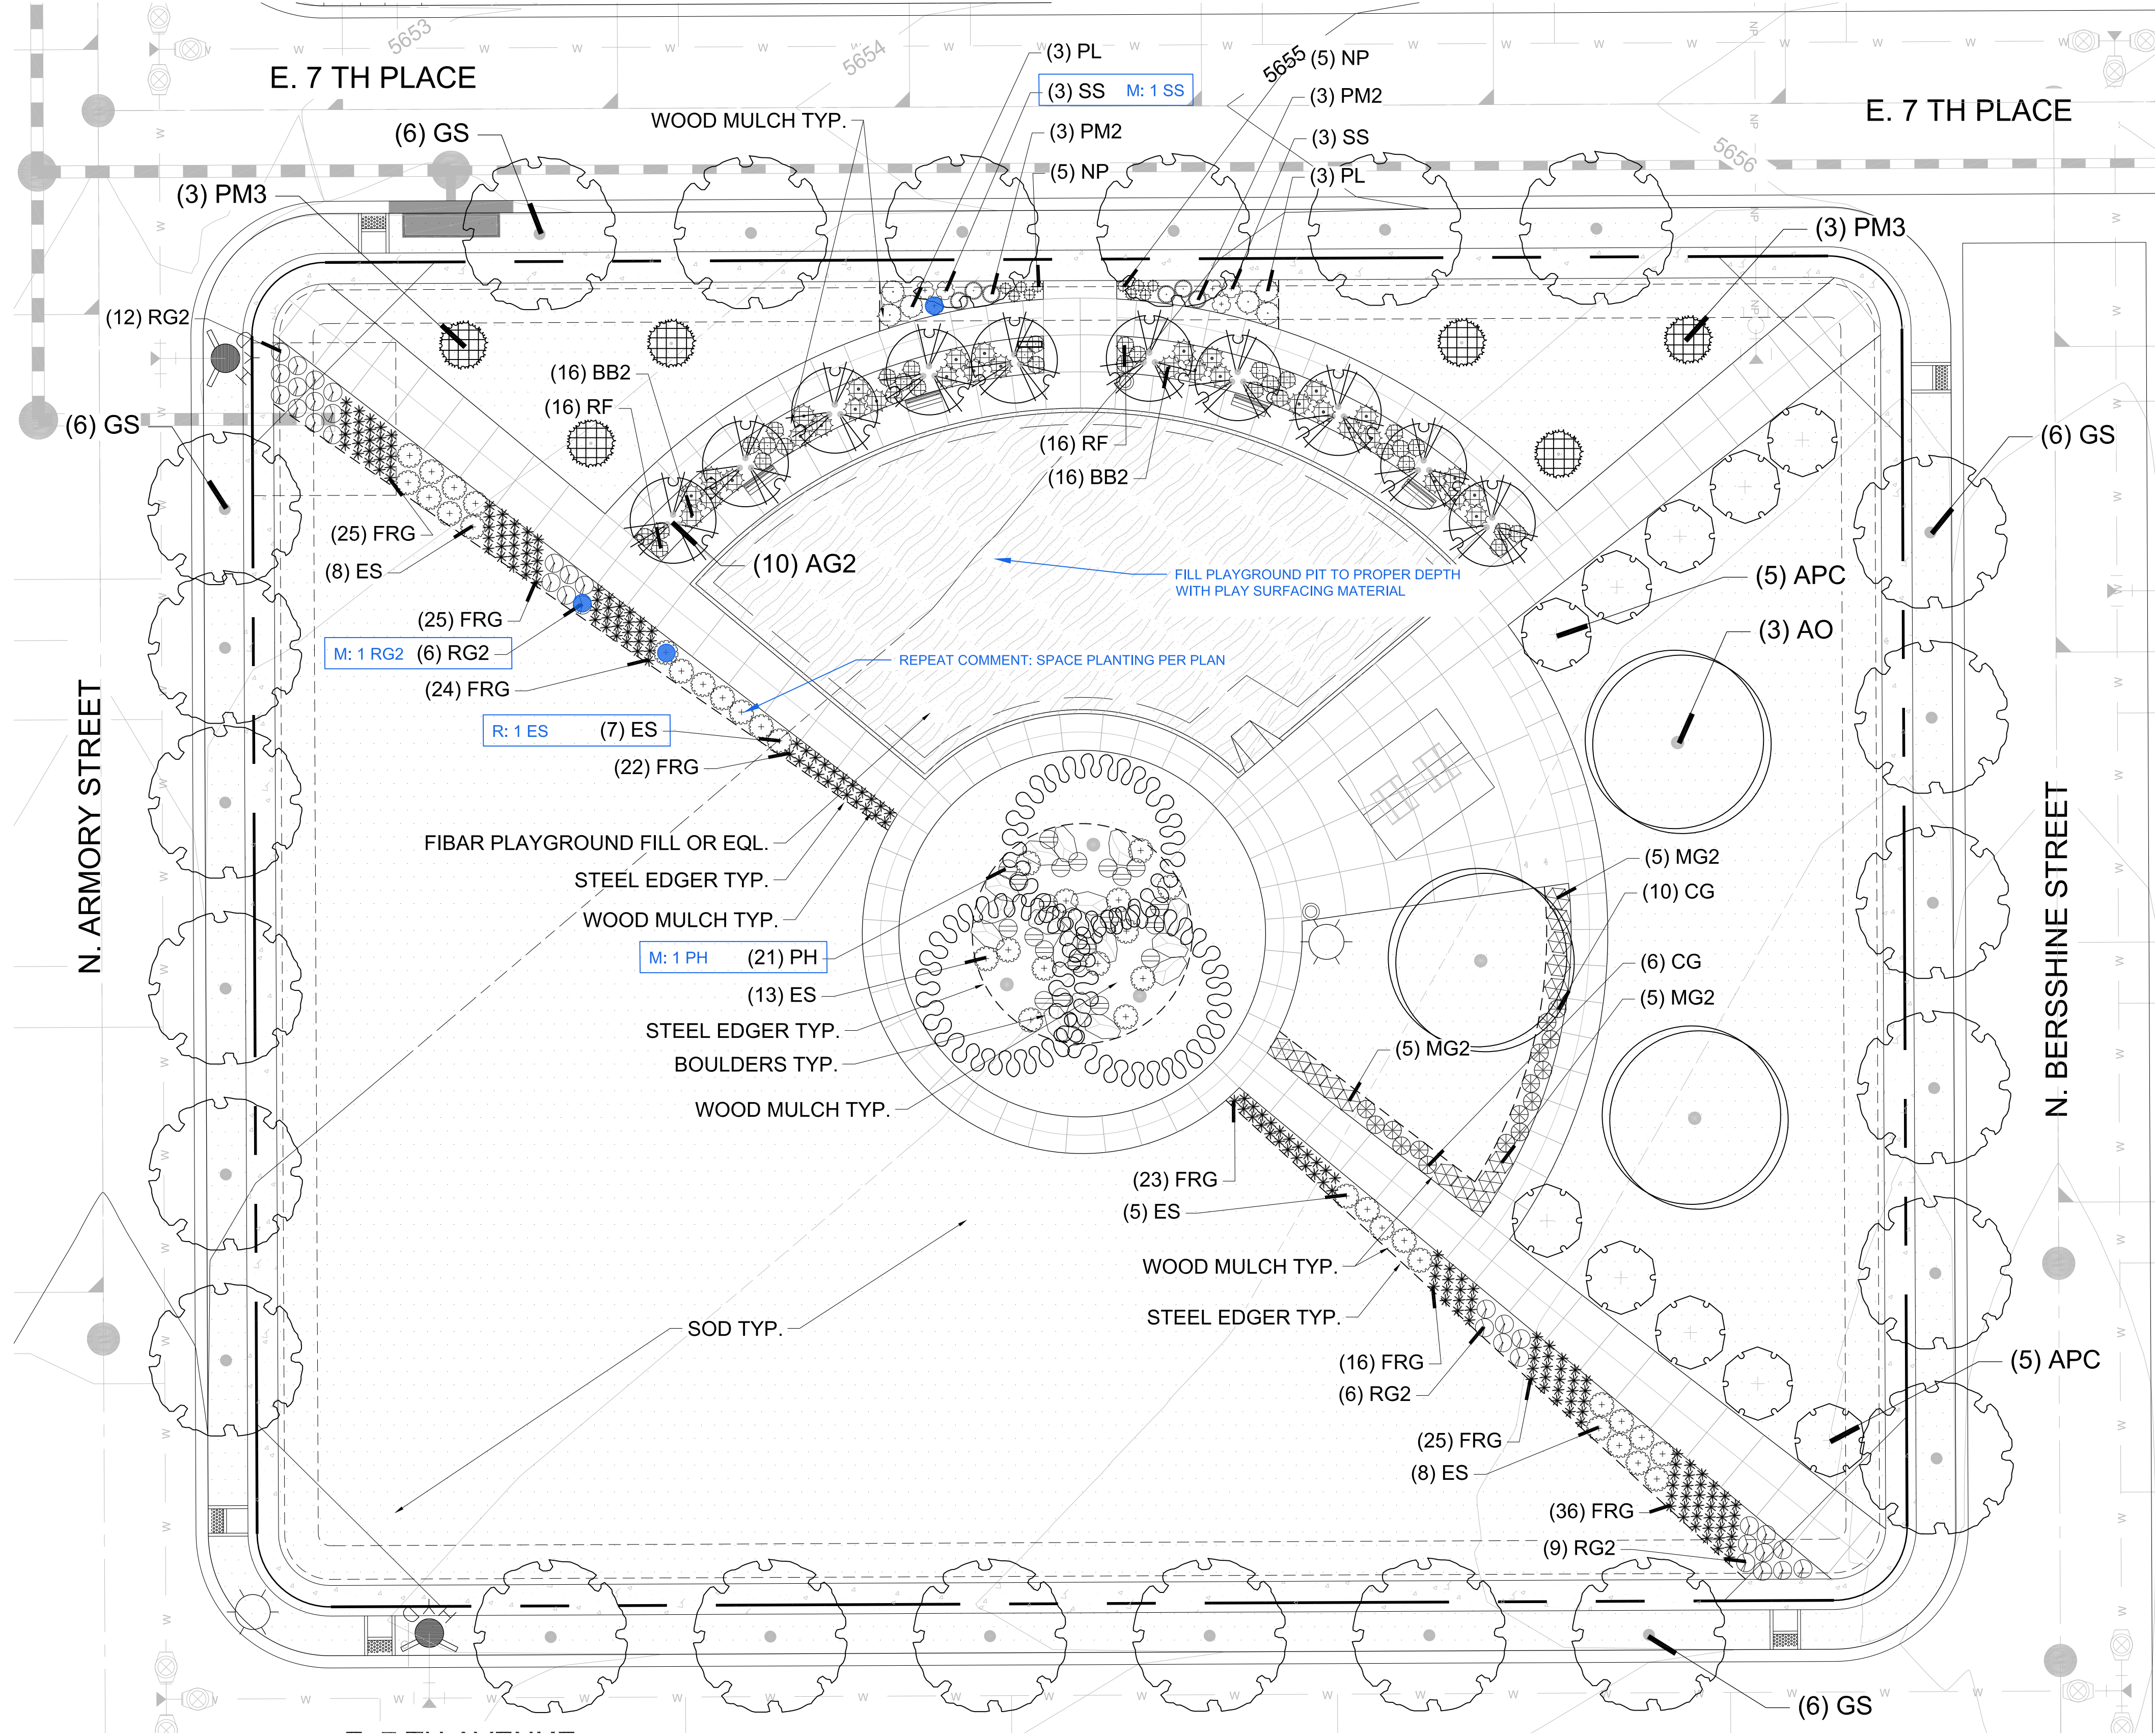 5653
5654
5655
5656
E. 7 TH PLACE
E. 7 TH PLACE
(3) PL
(3) SS M: 1 SS
(3) PM2
(5) NP
(5) NP
(3) PM2
(3) SS
(3) PL
WOOD MULCH TYP.
(6) GS
(3) PM3
(3) PM3
(12) RG2
(6) GS
(6) GS
(16) BB2
(16) RF
(16) RF
(16) BB2
(25) FRG
(8) ES
(10) AG2
FILL PLAYGROUND PIT TO PROPER DEPTH
WITH PLAY SURFACING MATERIAL
(5) APC
(3) AO
(25) FRG
M: 1 RG2 (6) RG2
REPEAT COMMENT: SPACE PLANTING PER PLAN
(24) FRG
R: 1 ES (7) ES
(22) FRG
N. ARMORY STREET
N. BERSSHINE STREET
FIBAR PLAYGROUND FILL OR EQL.
STEEL EDGER TYP.
WOOD MULCH TYP.
M: 1 PH (21) PH
(13) ES
STEEL EDGER TYP.
BOULDERS TYP.
WOOD MULCH TYP.
(5) MG2
(10) CG
(6) CG
(5) MG2
(5) MG2
(23) FRG
(5) ES
WOOD MULCH TYP.
STEEL EDGER TYP.
SOD TYP.
(16) FRG
(6) RG2
(5) APC
(25) FRG
(8) ES
(36) FRG
(9) RG2
(6) GS